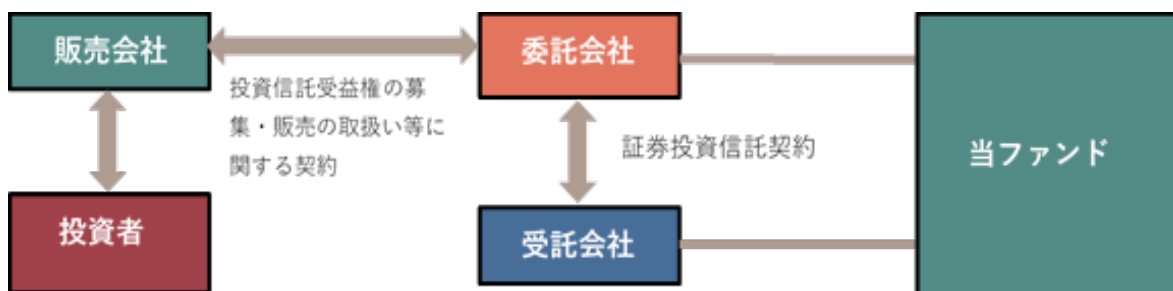 販売会社
委託会社
投資信託受益権の募
集・販売の取扱い等に
関する契約
証券投資信託契約
当ファンド
投資者
受託会社